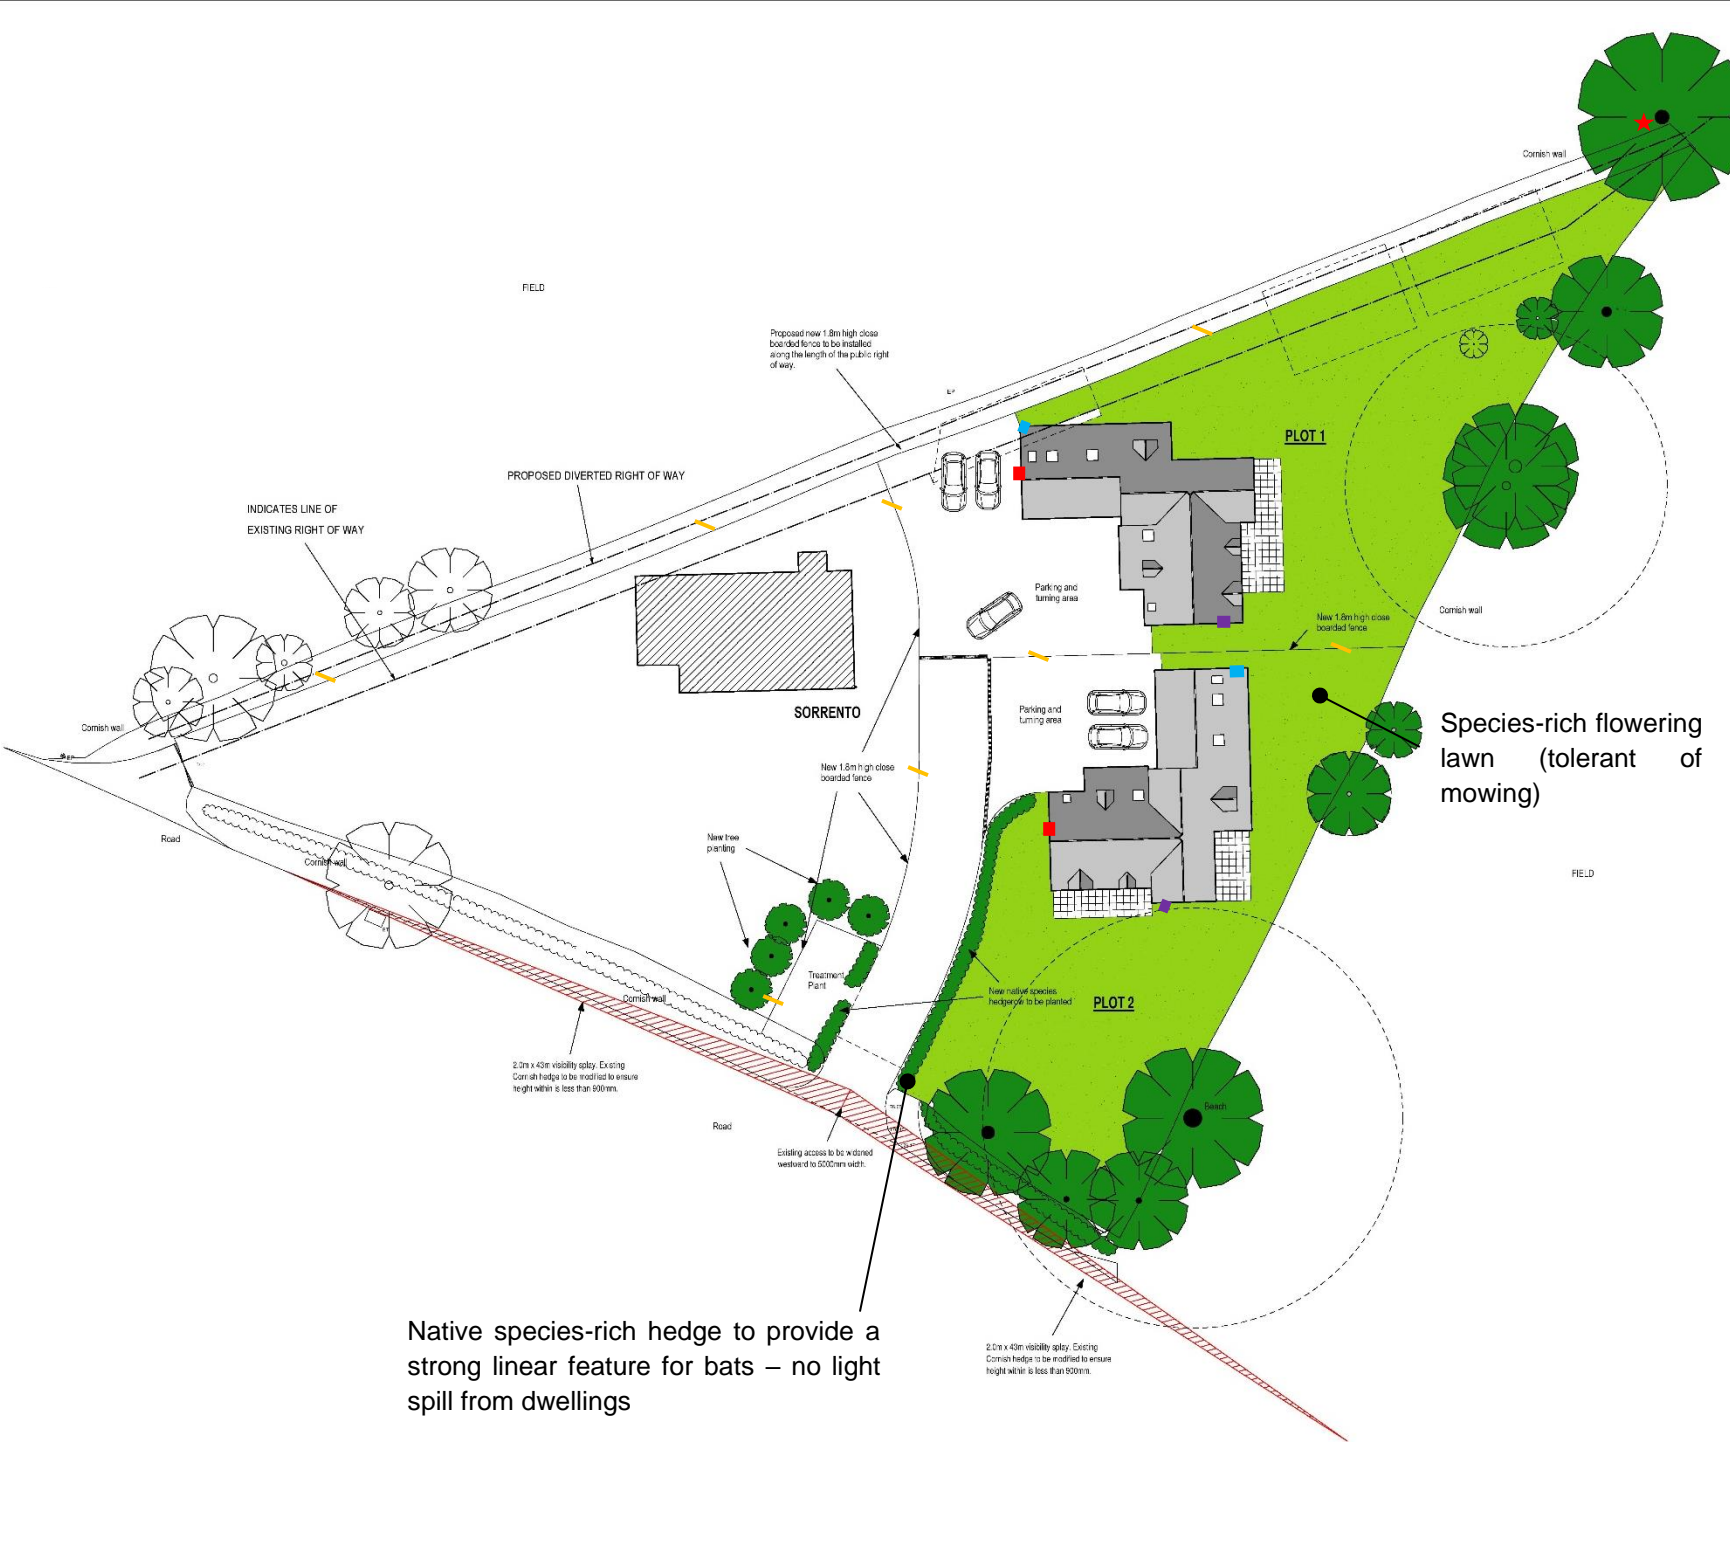 Cornish wall
FIELD
Proposed new 1.8m high close
boarded fence to be installed
along the length of the public right
of way.
PLOT 1
PROPOSED DIVERTED RIGHT OF WAY
INDICATES LINE OF
EXISTING RIGHT OF WAY
Parking and
turning area
Cornish wall
New 1.8m high close
boarded fence
SORRENTO
Parking and
turning area
Cornish wall
Species-rich flowering
lawn (tolerant of
mowing)
New 1.8m high close
boarded fence
Road
New tree
planting
Cornish wall
FIELD
Treatment
Plant
Cornish wall
New native species
hedgerow to be planted
PLOT 2
2.0m x 43m visibility splay. Existing
Cornish hedge to be modified to ensure
height within is less than 900mm.
Beech
Road
Existing access to be widened
westward to 5000mm width.
Native species-rich hedge to provide a
strong linear feature for bats – no light
spill from dwellings
2.0m x 43m visibility splay. Existing
Cornish hedge to be modified to ensure
height within is less than 900mm.